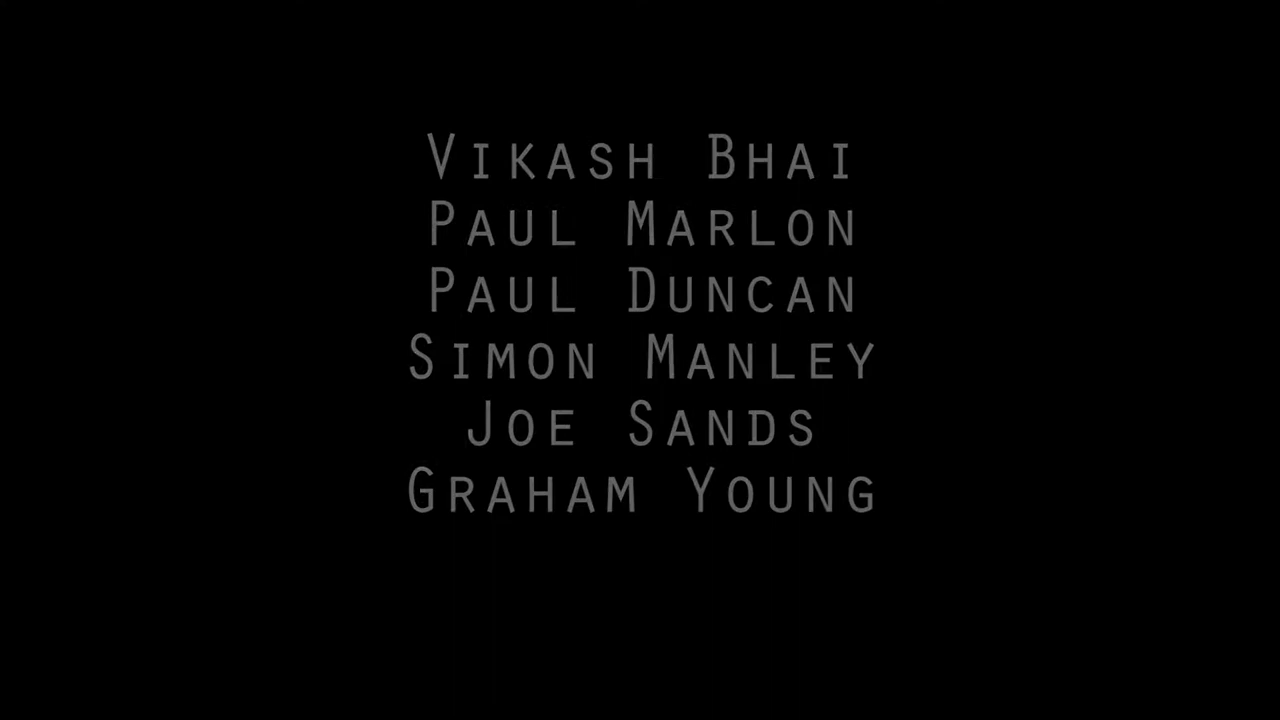 Vikash Bhai
Paul Marlon
Paul Duncan
Simon Manley
Joe Sands
Graham Young